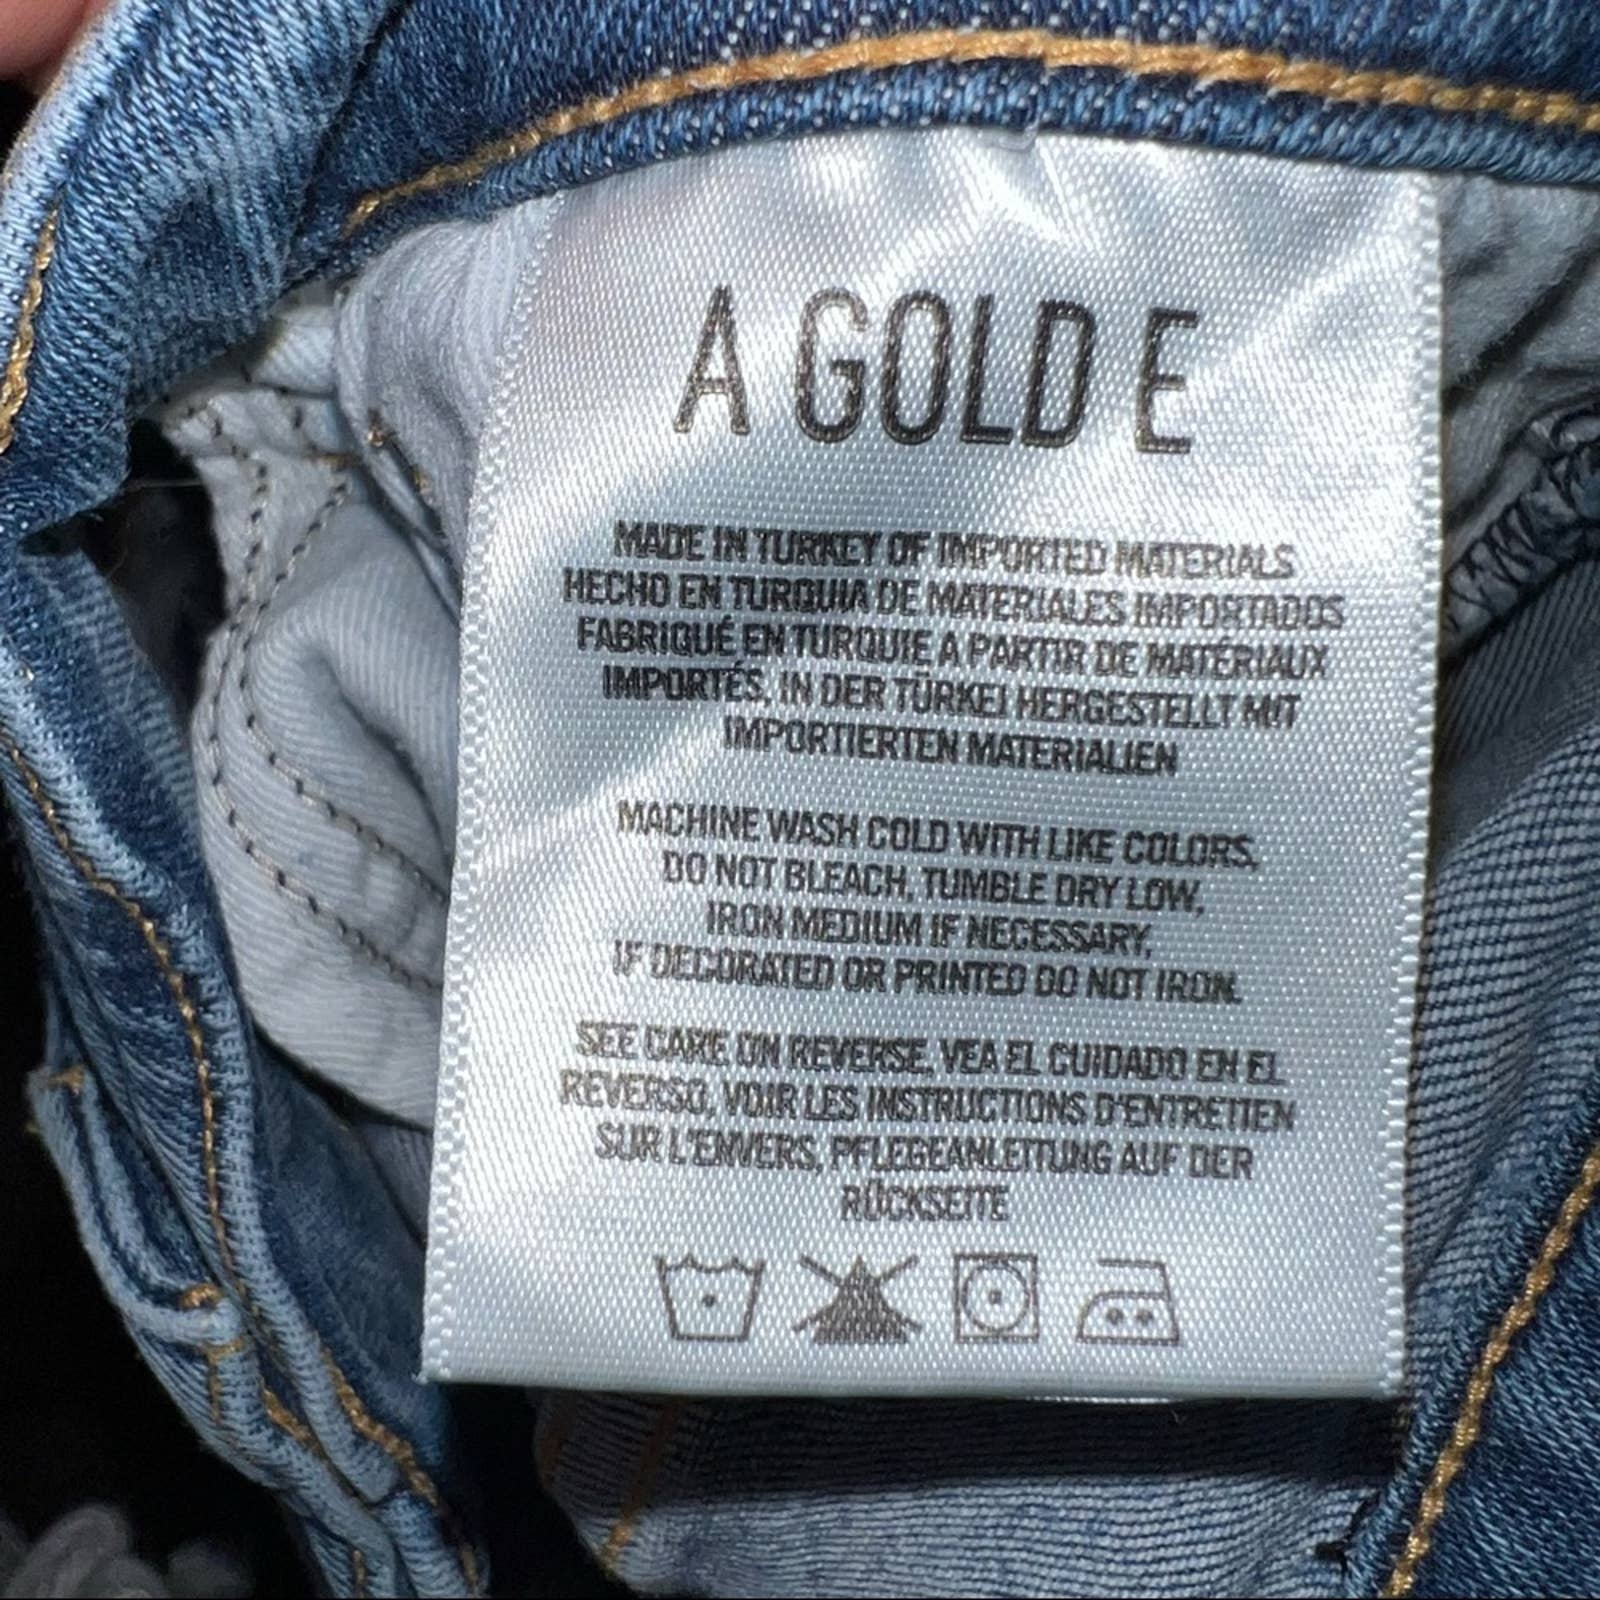 A GOLD E
MADE IN TURKEY OF IMPORTED MATERIALS
HECHO EN TURQUIA DE MATERIALES IMPORTADOS
FABRIQUÉ EN TURQUIE A PARTIR DE MATÉRIAUX
IMPORTÉS, IN DER TÜRKEI HERGESTELLT MIT
IMPORTIERTEN MATERIALIEN
MACHINE WASH COLD WITH LIKE COLORS,
DO NOT BLEACH, TUMBLE DRY LOW,
IRON MEDIUM IF NECESSARY,
IF DECORATED OR PRINTED DO NOT IRON.
SEE CARE ON REVERSE, VEA EL CUIDADO EN EL
REVERSO, VOIR LES INSTRUCTIONS D'ENTRETIEN
SUR L'ENVERS, PFLEGEANLEITUNG AUF DER
RÜCKSEITE